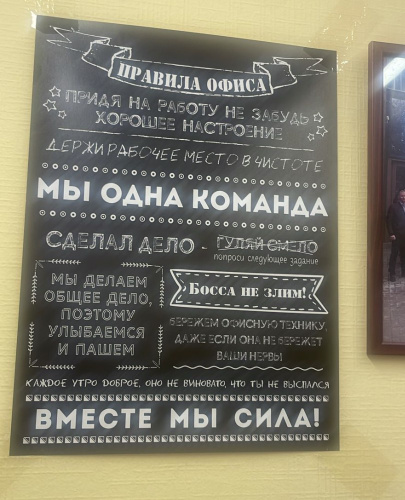 ПРАВИЛА ОФИСА
ПРИДЯ НА РАБОТУ НЕ ЗАБУДЬ
ХОРОШЕЕ НАСТРОЕНИЕ
ДЕРЖИ РАБОЧЕЕ МЕСТО В ЧИСТОТЕ
МЫ ОДНА КОМАНДА
СДЕЛАЛ ДЕЛО - ГУЛЯЙ СМЕЛО
попроси следующее задание
МЫ ДЕЛАЕМ
ОБЩЕЕ ДЕЛО,
ПОЭТОМУ
УЛЫБАЕМСЯ
И ПАШЕМ
Босса не злим!
БЕРЕЖЕМ ОФИСНУЮ ТЕХНИКУ,
ДАЖЕ ЕСЛИ ОНА НЕ БЕРЕЖЕТ
ВАШИ НЕРВЫ
КАЖДОЕ УТРО ДОБРОЕ, ОНО НЕ ВИНОВАТО, ЧТО ТЫ НЕ ВЫСПАЛСЯ
ВМЕСТЕ МЫ СИЛА!